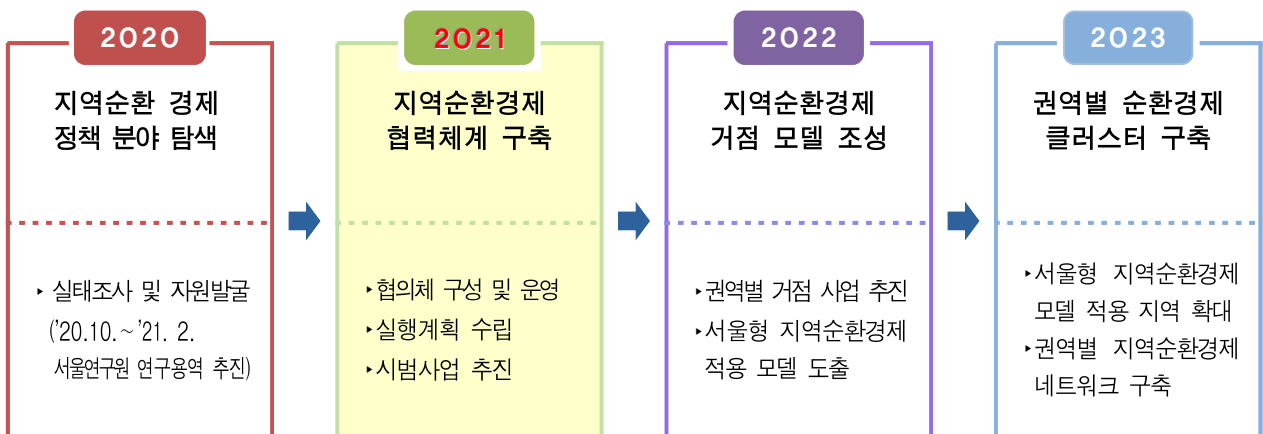 2020
지역순환 경제
정책 분야 탐색
▸ 실태조사 및 자원발굴
('20.10.~'21. 2.
서울연구원 연구용역 추진)
2021
지역순환경제
협력체계 구축
▸협의체 구성 및 운영
▸실행계획 수립
▸시범사업 추진
2022
지역순환경제
거점 모델 조성
▸권역별 거점 사업 추진
▸서울형 지역순환경제
적용 모델 도출
2023
권역별 순환경제
클러스터 구축
▸서울형 지역순환경제
모델 적용 지역 확대
▸권역별 지역순환경제
네트워크 구축